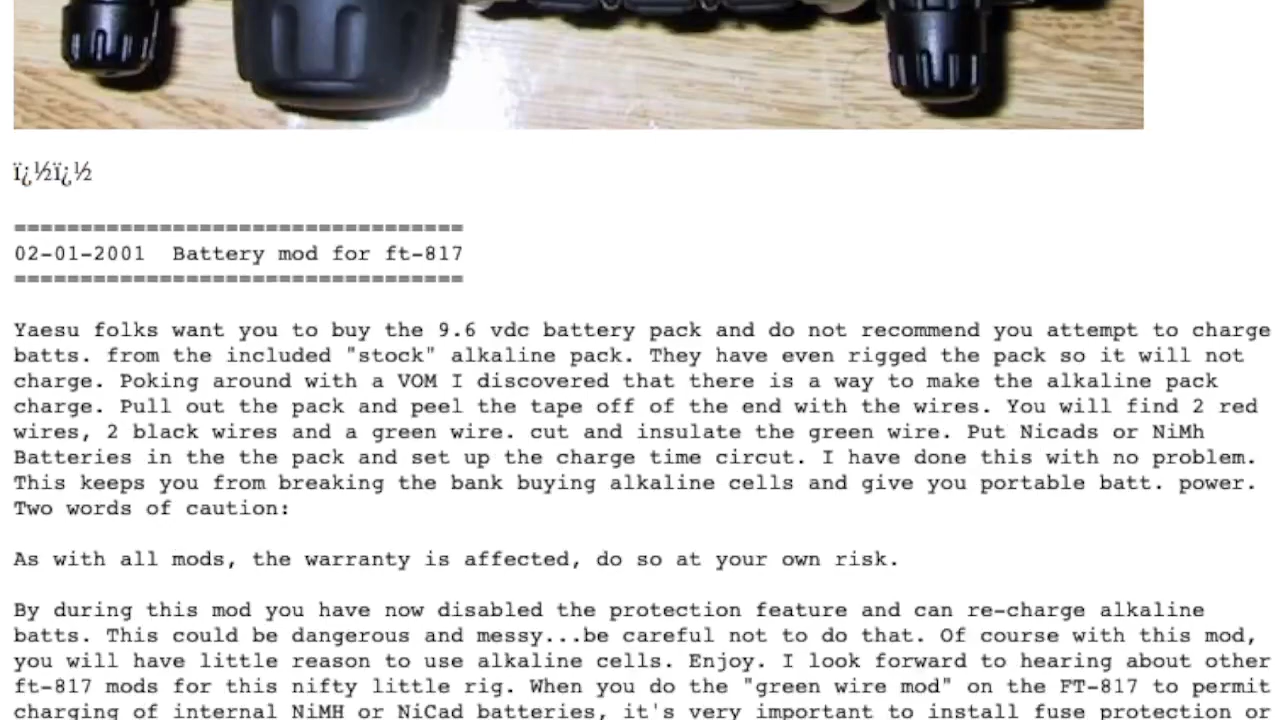 ï¿½ï¿½
==================================
02-01-2001  Battery mod for ft-817
==================================
Yaesu folks want you to buy the 9.6 vdc battery pack and do not recommend you attempt to charge
batts. from the included "stock" alkaline pack. They have even rigged the pack so it will not
charge. Poking around with a VOM I discovered that there is a way to make the alkaline pack
charge. Pull out the pack and peel the tape off of the end with the wires. You will find 2 red
wires, 2 black wires and a green wire. cut and insulate the green wire. Put Nicads or NiMh
Batteries in the the pack and set up the charge time circut. I have done this with no problem.
This keeps you from breaking the bank buying alkaline cells and give you portable batt. power.
Two words of caution:
As with all mods, the warranty is affected, do so at your own risk.
By during this mod you have now disabled the protection feature and can re-charge alkaline
batts. This could be dangerous and messy...be careful not to do that. Of course with this mod,
you will have little reason to use alkaline cells. Enjoy. I look forward to hearing about other
ft-817 mods for this nifty little rig. When you do the "green wire mod" on the FT-817 to permit
charging of internal NiMH or NiCad batteries, it's very important to install fuse protection or